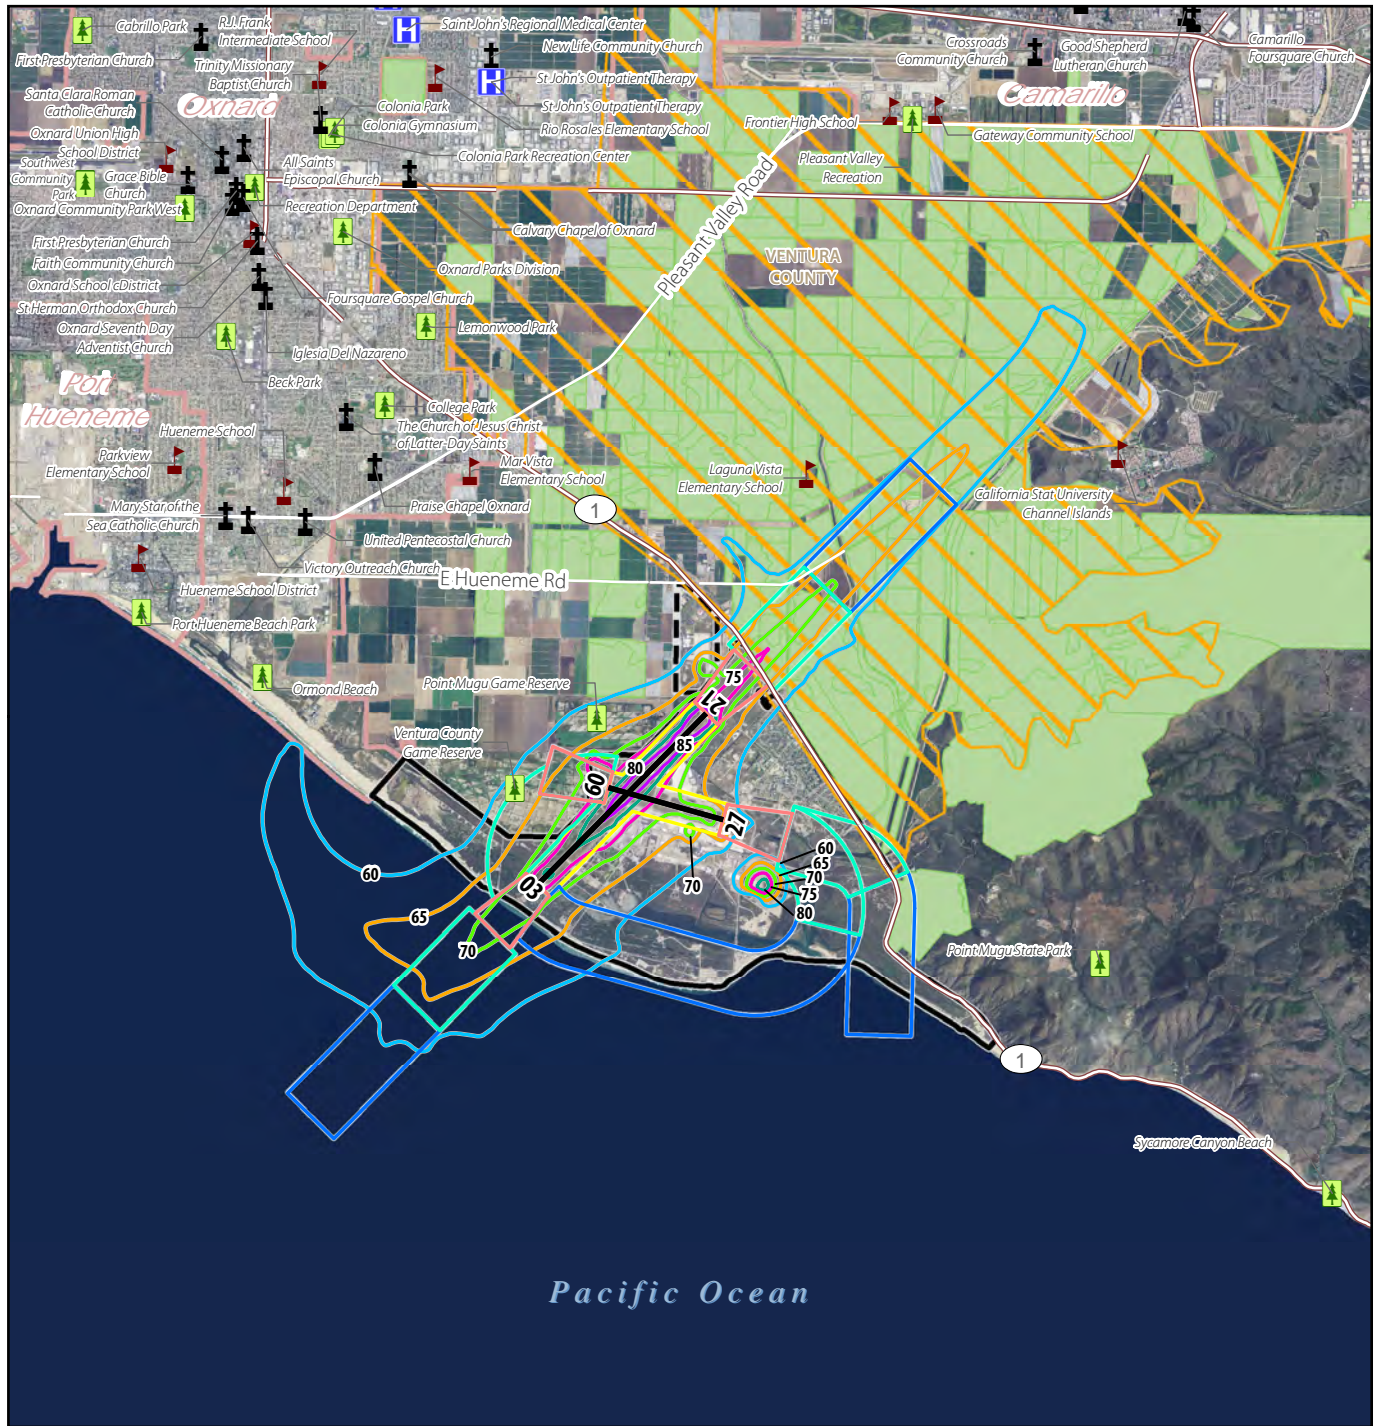 Cabrillo Park
R.J. Frank
Intermediate School
Saint John's Regional Medical Center
First Presbyterian Church
New Life Community Church
Crossroads
Community Church
Good Shepherd
Lutheran Church
Camarillo
Foursquare Church
Trinity Missionary
Baptist Church
St John's Outpatient Therapy
Santa Clara Roman
Catholic Church
Oxnard
Colonia Park
St John's Outpatient Therapy
Camarillo
Oxnard Union High
School District
Colonia Gymnasium
Rio Rosales Elementary School
Frontier High School
Gateway Community School
Southwest
Community
Park
Grace Bible
Church
All Saints
Episcopal Church
Colonia Park Recreation Center
Pleasant Valley
Recreation
Oxnard Community Park West
Recreation Department
Calvary Chapel of Oxnard
Pleasant Valley Road
First Presbyterian Church
Faith Community Church
VENTURA
COUNTY
Oxnard School cDistrict
Oxnard Parks Division
St Herman Orthodox Church
Foursquare Gospel Church
Oxnard Seventh Day
Adventist Church
Lemonwood Park
Iglesia Del Nazareno
Port
Hueneme
Beck Park
College Park
Hueneme School
The Church of Jesus Christ
of Latter-Day Saints
Parkview
Elementary School
Mar Vista
Elementary School
Laguna Vista
Elementary School
Mary Star of the
Sea Catholic Church
Praise Chapel Oxnard
1
California Stat University
Channel Islands
United Pentecostal Church
Victory Outreach Church
E Hueneme Rd
Hueneme School District
Port Hueneme Beach Park
Ormond Beach
Point Mugu Game Reserve
75
21
Ventura County
Game Reserve
85
80
09
27
60
60
65
70
75
80
70
03
65
70
Point Mugu State Park
1
Sycamore Canyon Beach
Pacific Ocean